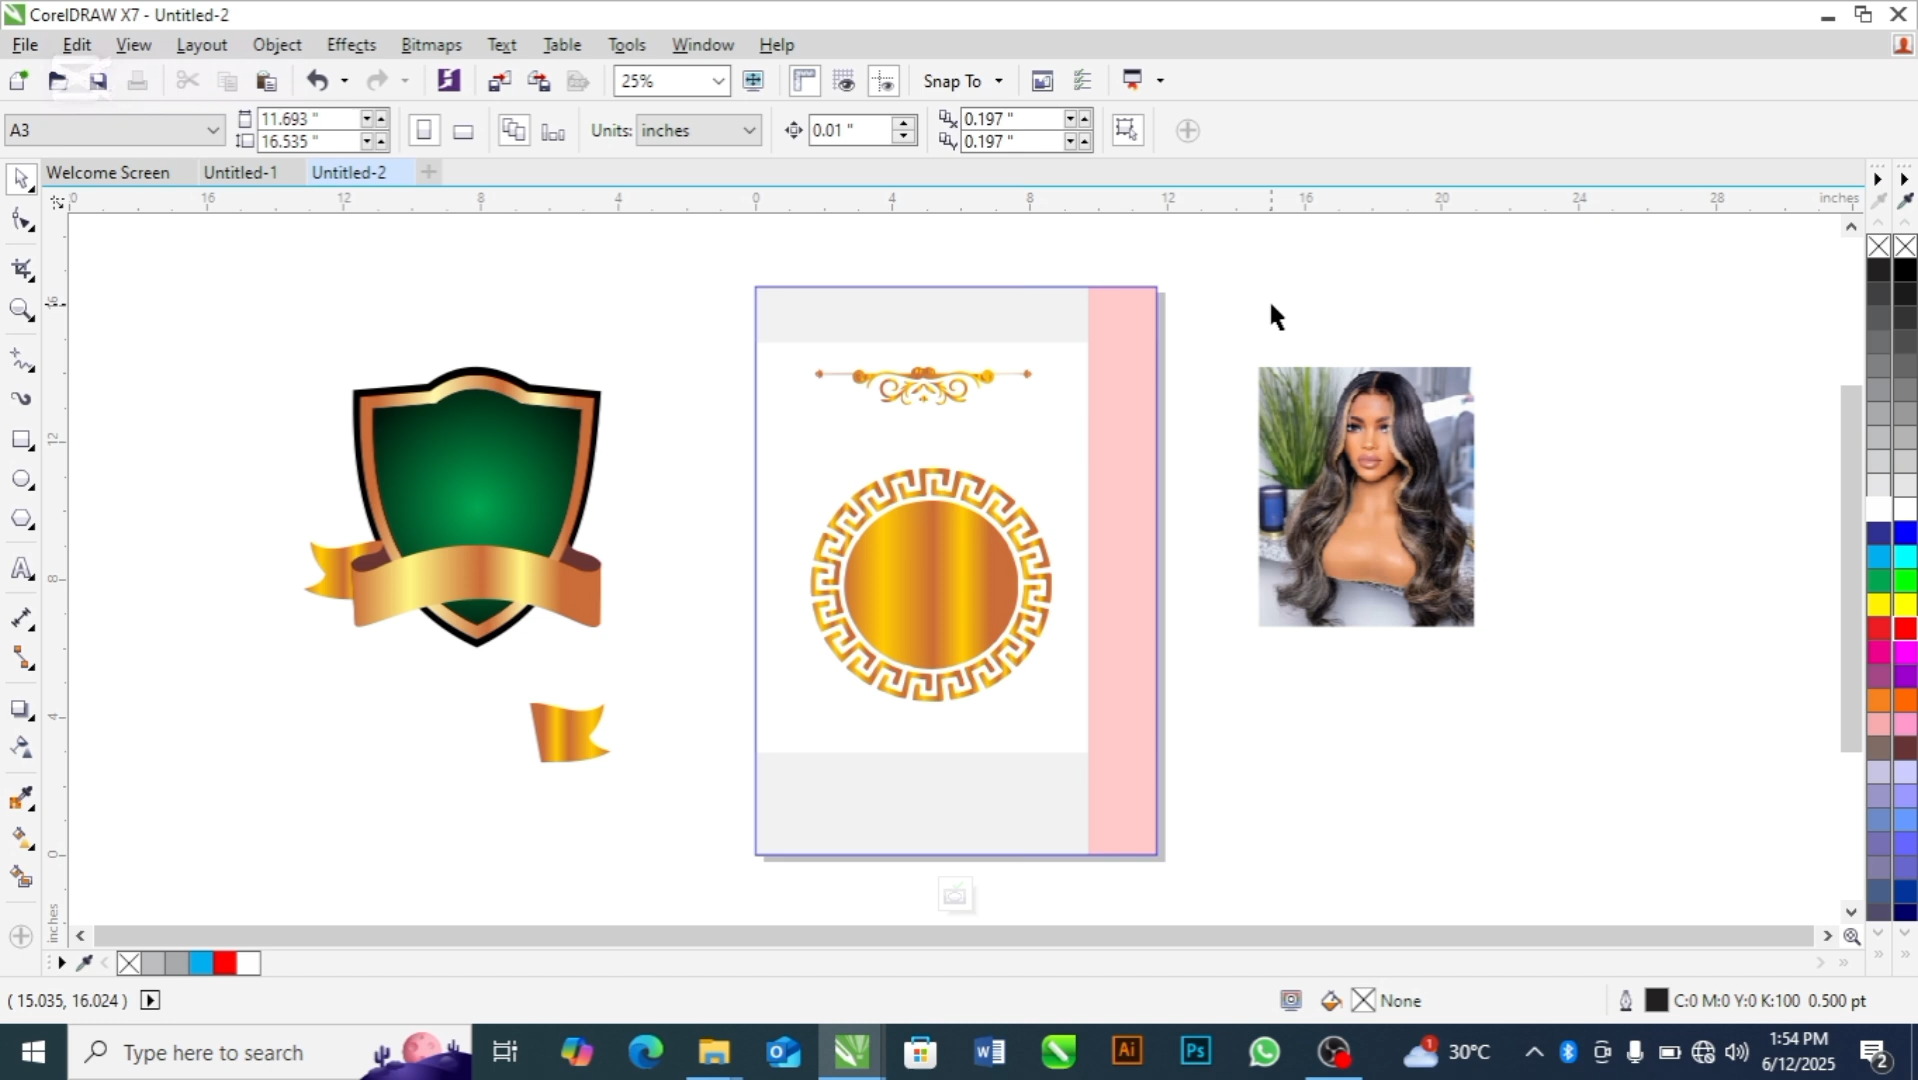 CorelDRAW X7 - Untitled-2
File Edit View Layout Object Effects Bitmaps Text Table Tools Window Help
25% Snap To
A3 11.693 " 16.535 " Units: inches 0.01 " 0.197 " 0.197 "
Welcome Screen Untitled-1 Untitled-2
0 16 12 8 4 0 4 8 12 16 20 24 28 inches
16
12
8
4
0
inches
( 15.035, 16.024 ) None C:0 M:0 Y:0 K:100 0.500 pt
Type here to search Ai Ps 1 30°C 1:54 PM
6/12/2025 2